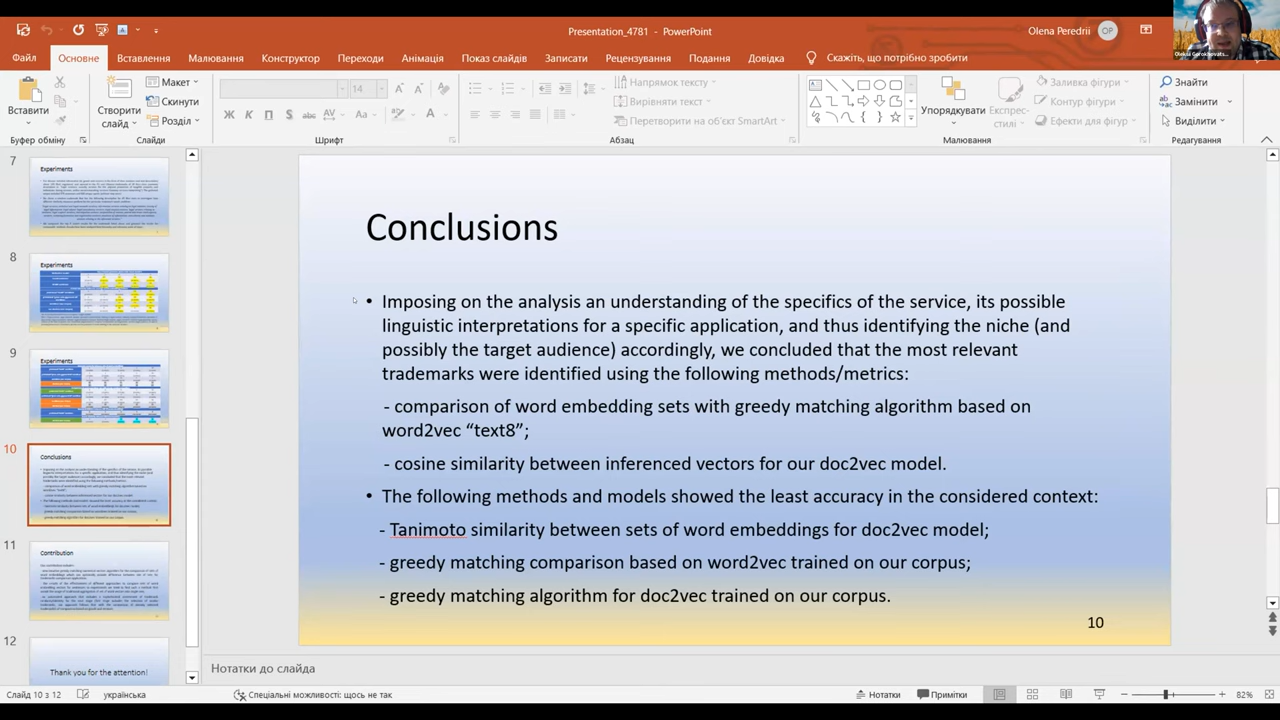 Presentation_4781 - PowerPoint
Olena Peredrii
OP
Файл
Основне
Вставлення
Малювання
Конструктор
Переходи
Анімація
Показ слайдів
Записати
Рецензування
Подання
Довідка
Скажіть, що потрібно зробити
Вставити
Створити слайд
Макет
Скинути
Розділ
14
Ж
К
П
S
abc
AV
Aa
А
Напрямок тексту
Вирівняти текст
Перетворити на об'єкт SmartArt
Упорядкувати
Експрес-стилі
Заливка фігури
Контур фігури
Ефекти для фігур
Знайти
Замінити
Виділити
Буфер обміну
Слайди
Шрифт
Абзац
Малювання
Редагування
7
Experiments
8
Experiments
9
Experiments
10
Conclusions
11
Contribution
12
Thank you for the attention!
Conclusions
• Imposing on the analysis an understanding of the specifics of the service, its possible
linguistic interpretations for a specific application, and thus identifying the niche (and
possibly the target audience) accordingly, we concluded that the most relevant
trademarks were identified using the following methods/metrics:
- comparison of word embedding sets with greedy matching algorithm based on
word2vec “text8”;
- cosine similarity between inferenced vectors for our doc2vec model.
• The following methods and models showed the least accuracy in the considered context:
- Tanimoto similarity between sets of word embeddings for doc2vec model;
- greedy matching comparison based on word2vec trained on our corpus;
- greedy matching algorithm for doc2vec trained on our corpus.
10
Нотатки до слайда
Слайд 10 з 12
українська
Спеціальні можливості: щось не так
Нотатки
Примітки
82%